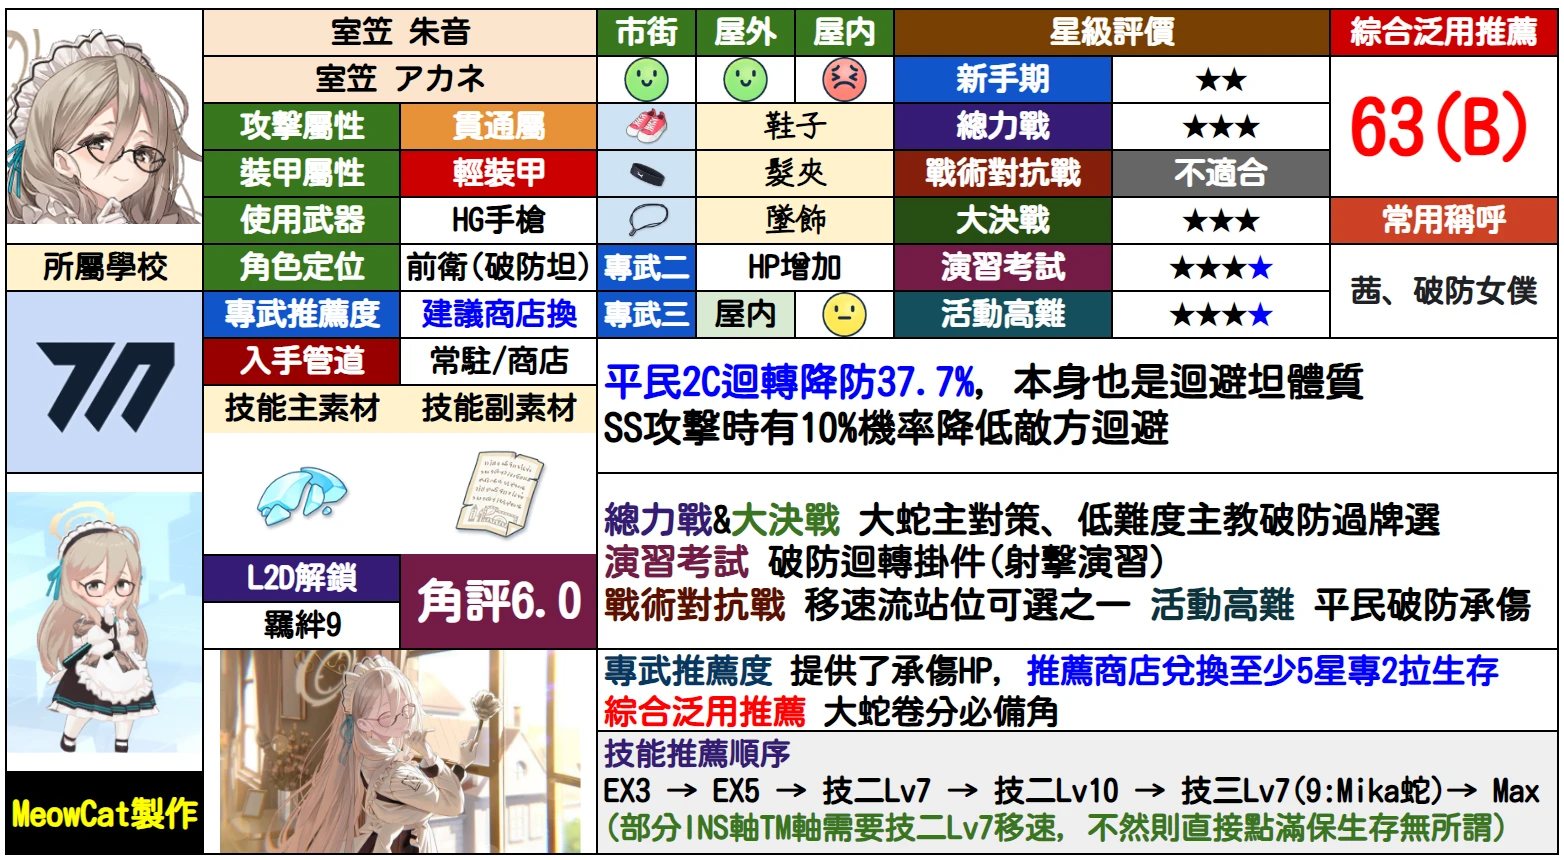 室笠 朱音
室笠 アカネ
市街
屋外
屋内
星級評價
綜合泛用推薦
新手期
★★
63(B)
攻擊屬性
貫通屬
鞋子
總力戰
★★★
裝甲屬性
輕裝甲
髮夾
戰術對抗戰
不適合
使用武器
HG手槍
墜飾
大決戰
★★★
常用稱呼
所屬學校
角色定位
前衛(破防坦)
專武二
HP增加
演習考試
★★★★
茜、破防女僕
專武推薦度
建議商店換
專武三
屋内
活動高難
★★★★
入手管道
常駐/商店
平民2C迴轉降防37.7%, 本身也是迴避坦體質
SS攻擊時有10%機率降低敵方迴避
技能主素材
技能副素材
總力戰&大決戰 大蛇主對策、低難度主教破防過牌選
演習考試 破防迴轉掛件(射擊演習)
戰術對抗戰 移速流站位可選之一 活動高難 平民破防承傷
L2D解鎖
羈絆9
角評6.0
專武推薦度 提供了承傷HP, 推薦商店兌換至少5星專2拉生存
綜合泛用推薦 大蛇卷分必備角
技能推薦順序
EX3 → EX5 → 技二Lv7 → 技二Lv10 → 技三Lv7(9:Mika蛇)→ Max
(部分INS軸TM軸需要技二Lv7移速, 不然則直接點滿保生存無所謂)
MeowCat製作